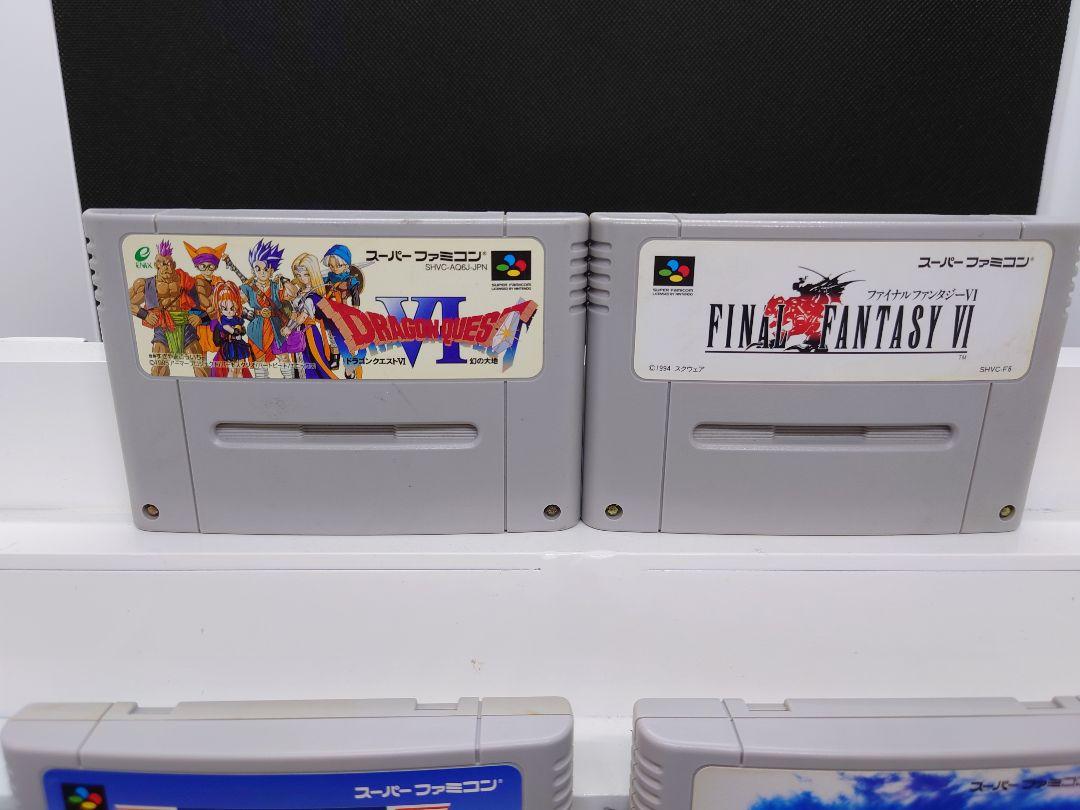 ENIX
スーパーファミコン®
SHVC-AQ6J-JPN
SUPER FAMICOM
LICENSED BY NINTENDO
DRAGON QUEST
VI
ドラゴンクエストVI 幻の大地
SUPER FAMICOM
LICENSED BY NINTENDO
スーパーファミコン®
ファイナルファンタジーVI
FINAL FANTASY VI
TM
©1994 スクウェア
SHVC-F6
スーパーファミコン®
スーパーファミコン®